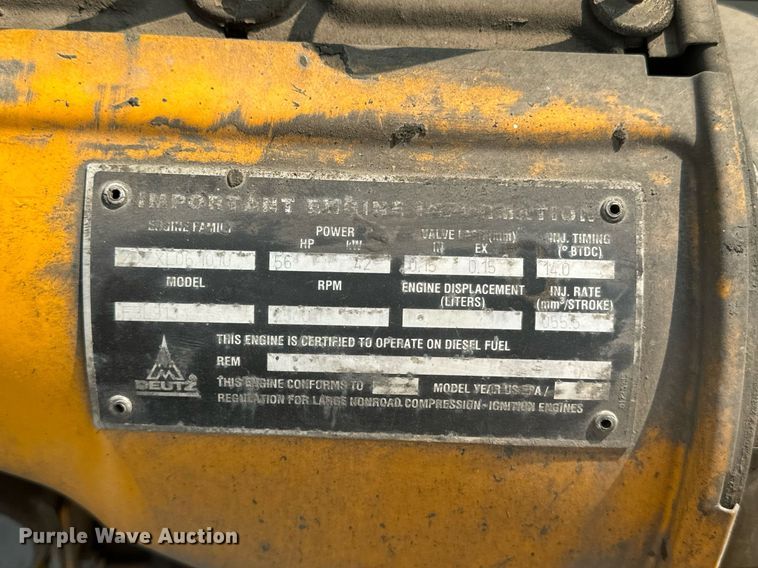 IMPORTANT ENGINE INFORMATION
ENGINE FAMILY
POWER
HP kW
VALVE LASH (mm)
IN EX
INJ. TIMING
(° BTDC)
56 42
0.15 0.15
14.0
MODEL
RPM
ENGINE DISPLACEMENT
(LITERS)
INJ. RATE
(mm³/STROKE)
055.5
THIS ENGINE IS CERTIFIED TO OPERATE ON DIESEL FUEL
REM
DEUTZ®
THIS ENGINE CONFORMS TO MODEL YEAR US EPA /
REGULATION FOR LARGE NONROAD COMPRESSION - IGNITION ENGINES
Purple Wave Auction